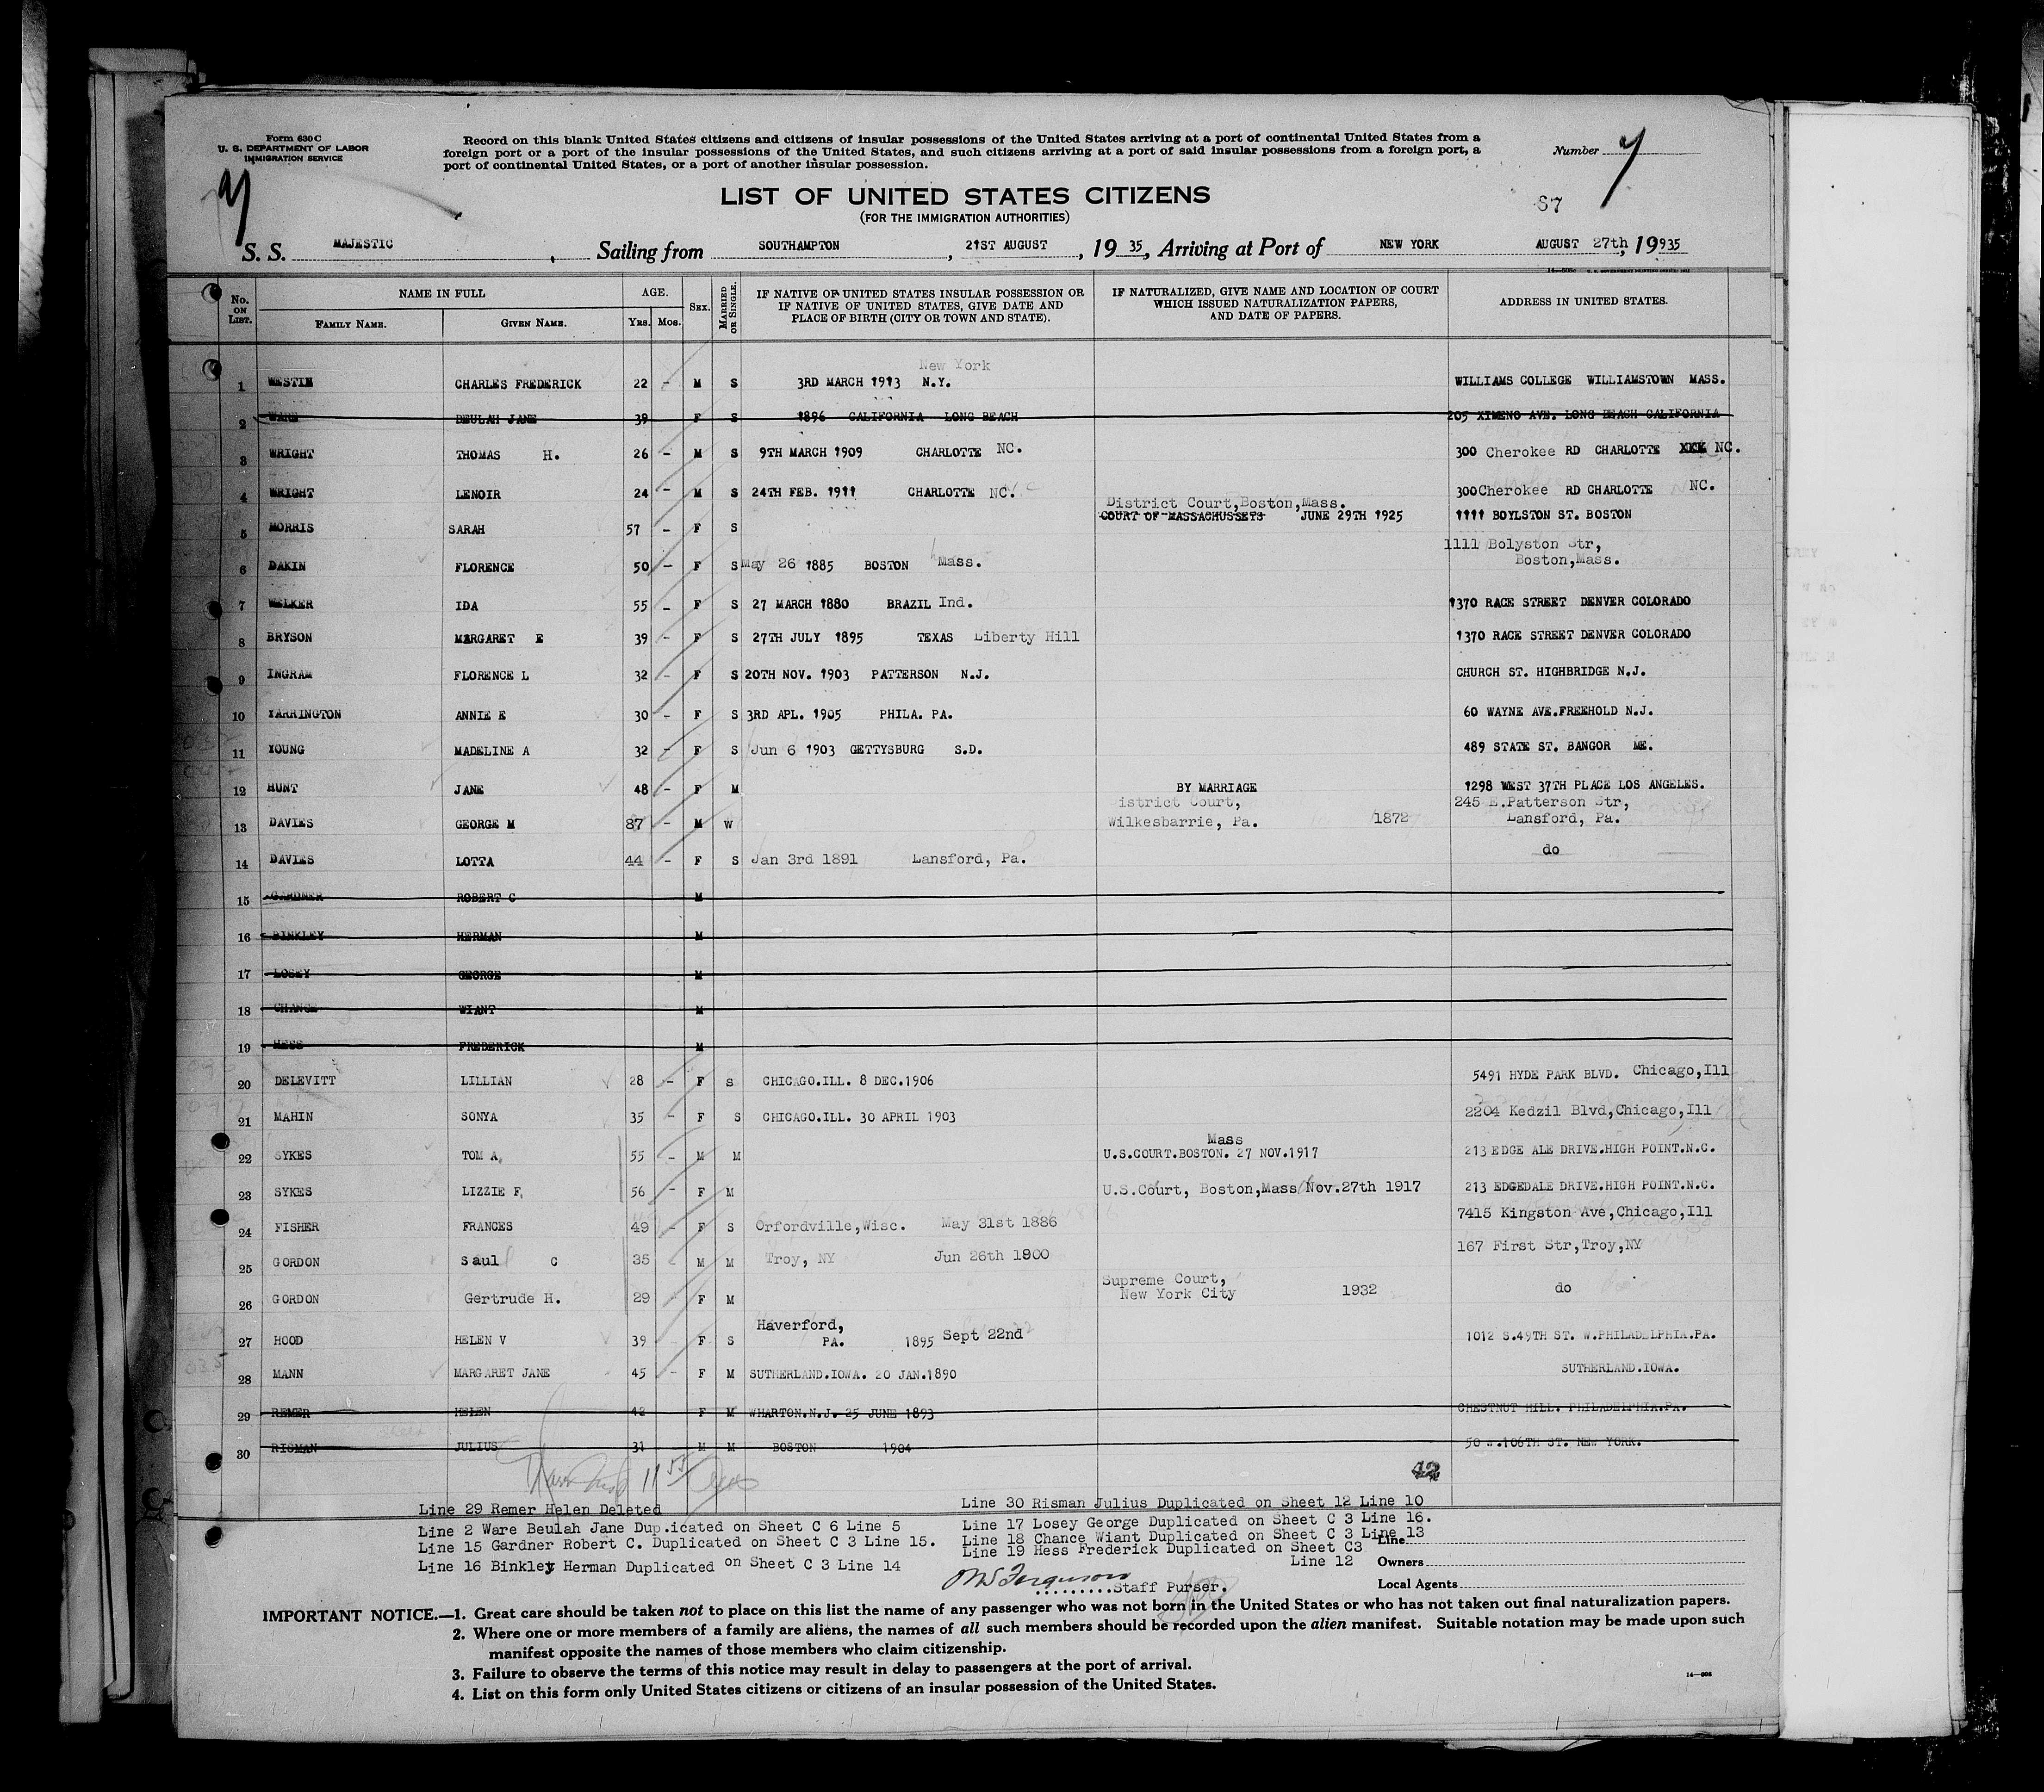 Form 630 C
U. S. DEPARTMENT OF LABOR
IMMIGRATION SERVICE
Record on this blank United States citizens and citizens of insular possessions of the United States arriving at a port of continental United States from a
foreign port or a port of the insular possessions of the United States, and such citizens arriving at a port of said insular possessions from a foreign port, a
port of continental United States, or a port of another insular possession.
Number 7
LIST OF UNITED STATES CITIZENS
(FOR THE IMMIGRATION AUTHORITIES)
67
S. S. MAJESTIC, Sailing from SOUTHAMPTON, 21ST AUGUST, 19 35, Arriving at Port of NEW YORK AUGUST 27th, 19935
No. ON LIST. NAME IN FULL AGE. SEX. MARRIED OR SINGLE. IF NATIVE OF UNITED STATES INSULAR POSSESSION OR IF NATIVE OF UNITED STATES, GIVE DATE AND PLACE OF BIRTH (CITY OR TOWN AND STATE). IF NATURALIZED, GIVE NAME AND LOCATION OF COURT WHICH ISSUED NATURALIZATION PAPERS, AND DATE OF PAPERS. ADDRESS IN UNITED STATES.
FAMILY NAME. GIVEN NAME. YRS. MOS.
New York
1 WESTIN CHARLES FREDERICK 22 - M S 3RD MARCH 1913 N.Y. WILLIAMS COLLEGE WILLIAMSTOWN MASS.
2 WARE BEULAH JANE 39 F S 1896 CALIFORNIA LONG BEACH 205 XIMENO AVE. LONG BEACH CALIFORNIA
3 WRIGHT THOMAS H. 26 - M S 9TH MARCH 1909 CHARLOTTE NC. 300 Cherokee RD CHARLOTTE NC.
4 WRIGHT LENOIR 24 - M S 24TH FEB. 1911 CHARLOTTE NC. 300Cherokee RD CHARLOTTE NC.
District Court,Boston,Mass.
5 MORRIS SARAH 57 - F S COURT OF MASSACHUSSETS JUNE 29TH 1925 1111 BOYLSTON ST. BOSTON
1111 Bolyston Str,
6 DAKIN FLORENCE 50 - F S May 26 1885 BOSTON Mass. Boston,Mass.
7 WELKER IDA 55 - F S 27 MARCH 1880 BRAZIL Ind. 1370 RACE STREET DENVER COLORADO
8 BRYSON MARGARET E 39 - F S 27TH JULY 1895 TEXAS Liberty Hill 1370 RACE STREET DENVER COLORADO
9 INGRAM FLORENCE L 32 - F S 20TH NOV. 1903 PATTERSON N.J. CHURCH ST. HIGHBRIDGE N.J.
10 YARRINGTON ANNIE E 30 - F S 3RD APL. 1905 PHILA. PA. 60 WAYNE AVE.FREEHOLD N.J.
11 YOUNG MADELINE A 32 - F S Jun 6 1903 GETTYSBURG S.D. 489 STATE ST. BANGOR ME.
12 HUNT JANE 48 - F M BY MARRIAGE 1298 WEST 37TH PLACE LOS ANGELES.
istrict Court, 245 E.Patterson Str,
13 DAVIES GEORGE M 87 - M W Wilkesbarrie, Pa. 1872 Lansford, Pa.
14 DAVIES LOTTA 44 - F S Jan 3rd 1891 Lansford, Pa. do
15 GARDNER ROBERT C M
16 BINKLEY HERMAN M
17 LOSEY GEORGE M
18 CHANCE WIANT M
19 HESS FREDERICK M
20 DELEVITT LILLIAN 28 - F S CHICAGO.ILL. 8 DEC.1906 5491 HYDE PARK BLVD. Chicago,Ill
21 MAHIN SONYA 35 - F S CHICAGO.ILL. 30 APRIL 1903 2204 Kedzil Blvd,Chicago,Ill
Mass
22 SYKES TOM A, 55 - M M U.S.COURT.BOSTON. 27 NOV.1917 213 EDGE ALE DRIVE.HIGH POINT.N.C.
23 SYKES LIZZIE F, 56 - F M U.S.Court, Boston,Mass Nov.27th 1917 213 EDGEDALE DRIVE.HIGH POINT.N.C.
24 FISHER FRANCES 49 - F S Orfordville,Wisc. May 31st 1886 7415 Kingston Ave,Chicago,Ill
25 GORDON Saul C 35 M M Troy, NY Jun 26th 1900 167 First Str,Troy,NY
Supreme Court,
26 GORDON Gertrude H. 29 F M New York City 1932 do
Haverford,
27 HOOD HELEN V 39 F S PA. 1895 Sept 22nd 1012 S.49TH ST. W.PHILADELPHIA.PA.
28 MANN MARGARET JANE 45 - F M SUTHERLAND.IOWA. 20 JAN.1890 SUTHERLAND.IOWA.
29 REMER HELEN 42 F M WHARTON.N.J. 25 JUNE 1893 CHESTNUT HILL. PHILADELPHIA.PA.
30 RISMAN JULIUS 31 M M BOSTON 1904 50 W.106TH ST. NEW YORK.
42
Line 29 Remer Helen Deleted
Line 30 Risman Julius Duplicated on Sheet 12 Line 10
Line 2 Ware Beulah Jane Dup.icated on Sheet C 6 Line 5
Line 17 Losey George Duplicated on Sheet C 3 Line 16.
Line 15 Gardner Robert C. Duplicated on Sheet C 3 Line 15.
Line 18 Chance Wiant Duplicated on Sheet C 3 Line 13
Line 16 Binkley Herman Duplicated on Sheet C 3 Line 14
Line 19 Hess Frederick Duplicated on Sheet C3
Line 12
Line
Owners
Local Agents
Ferguson
.........Staff Purser.
IMPORTANT NOTICE.—1. Great care should be taken not to place on this list the name of any passenger who was not born in the United States or who has not taken out final naturalization papers.
2. Where one or more members of a family are aliens, the names of all such members should be recorded upon the alien manifest. Suitable notation may be made upon such
manifest opposite the names of those members who claim citizenship.
3. Failure to observe the terms of this notice may result in delay to passengers at the port of arrival.
4. List on this form only United States citizens or citizens of an insular possession of the United States.